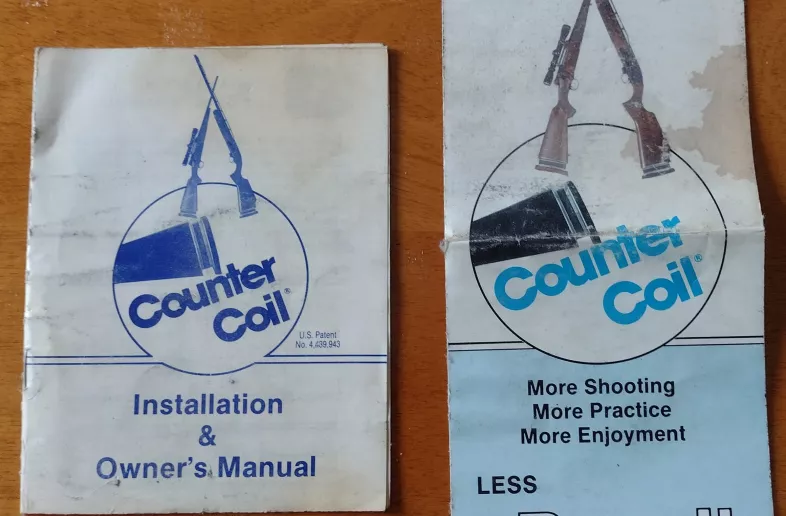 Counter
Coil®
U.S. Patent
No. 4,439,943
Installation
&
Owner's Manual
Counter
Coil®
More Shooting
More Practice
More Enjoyment
LESS